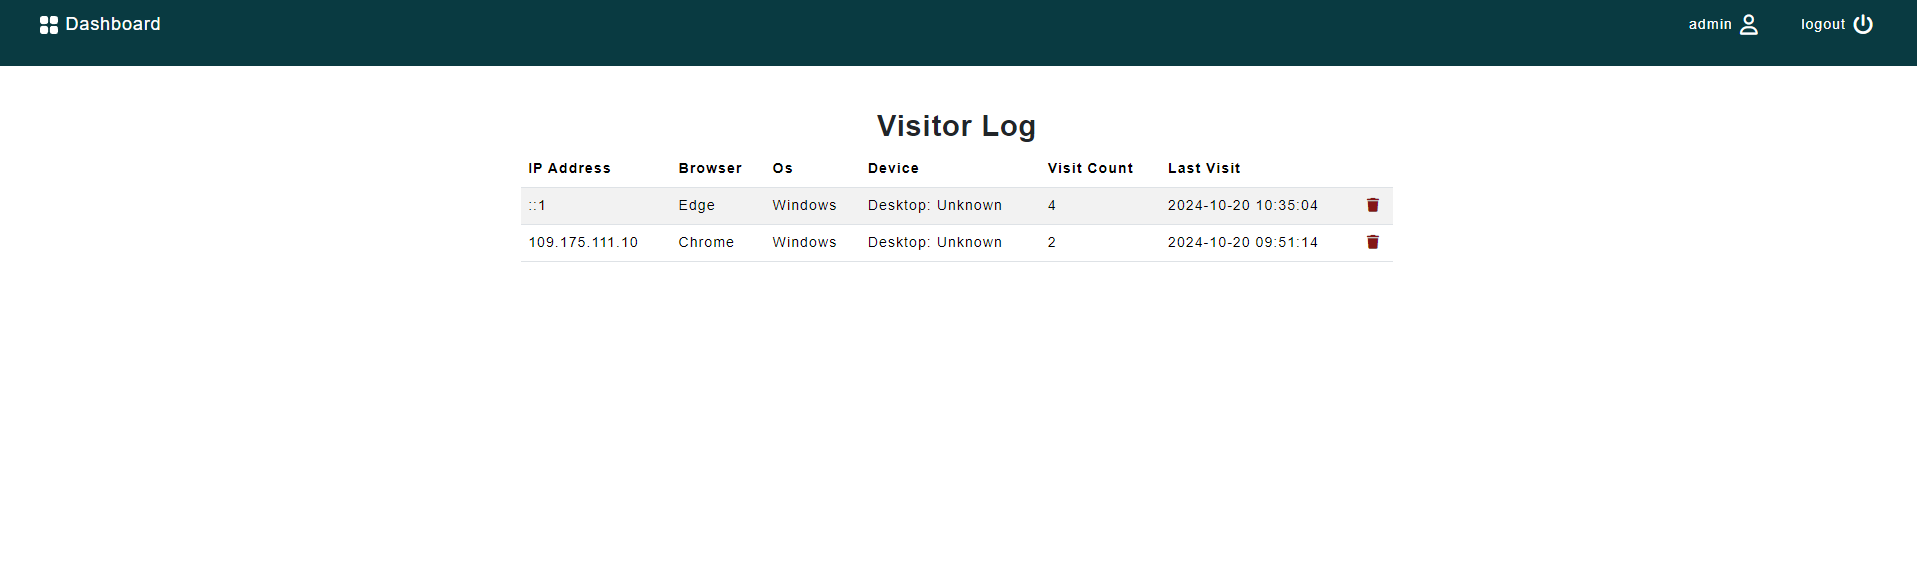 Dashboard admin logout
Visitor Log
IP Address Browser Os Device Visit Count Last Visit
::1 Edge Windows Desktop: Unknown 4 2024-10-20 10:35:04
109.175.111.10 Chrome Windows Desktop: Unknown 2 2024-10-20 09:51:14